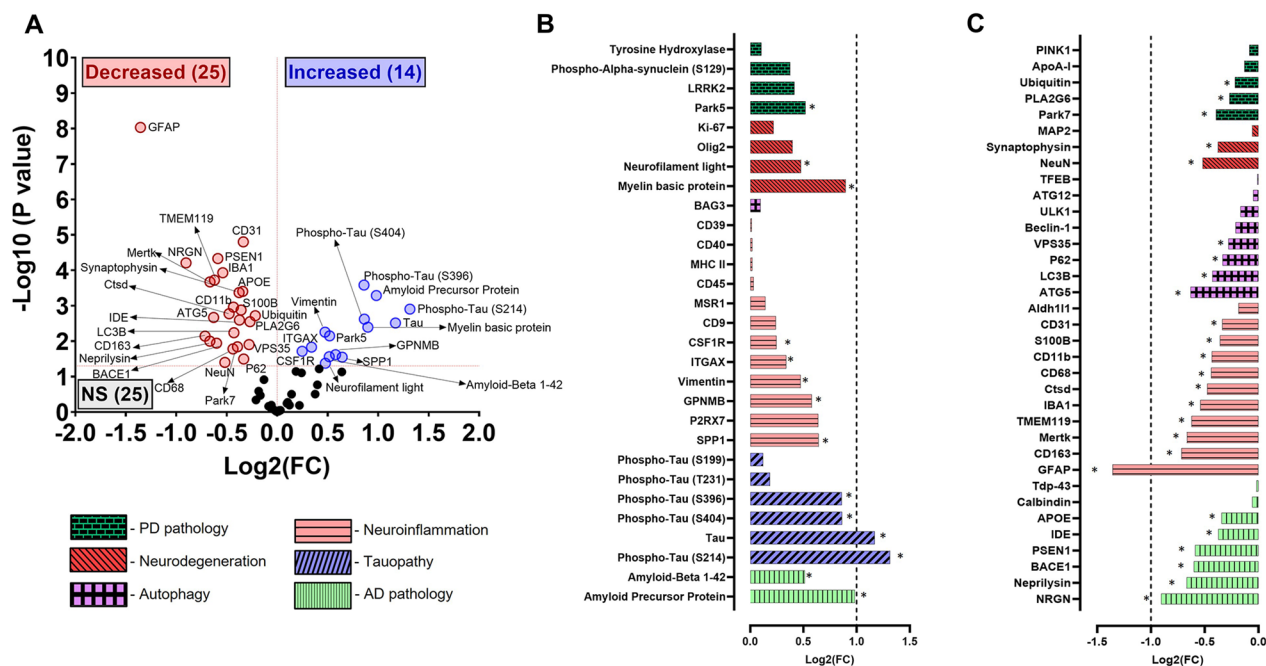 A
Decreased (25)
Increased (14)
NS (25)
-Log10 (P value)
10
9
8
7
6
5
4
3
2
1
0
-2.0
-1.5
-1.0
-0.5
0.0
0.5
1.0
1.5
2.0
Log2(FC)
GFAP
TMEM119
CD31
Mertk
NRGN
PSEN1
Synaptophysin
IBA1
Ctsd
APOE
CD11b
S100B
IDE
ATG5
Ubiquitin
LC3B
PLA2G6
CD163
Neprilysin
VPS35
BACE1
CD68
NeuN
P62
Park7
Phospho-Tau (S404)
Phospho-Tau (S396)
Amyloid Precursor Protein
Vimentin
Phospho-Tau (S214)
Tau
Myelin basic protein
ITGAX
Park5
GPNMB
CSF1R
SPP1
Neurofilament light
Amyloid-Beta 1-42
- PD pathology
- Neurodegeneration
- Autophagy
- Neuroinflammation
- Tauopathy
- AD pathology
B
Tyrosine Hydroxylase
Phospho-Alpha-synuclein (S129)
LRRK2
Park5 *
Ki-67
Olig2
Neurofilament light *
Myelin basic protein *
BAG3
CD39
CD40
MHC II
CD45
MSR1
CD9
CSF1R *
ITGAX *
Vimentin *
GPNMB *
P2RX7
SPP1 *
Phospho-Tau (S199)
Phospho-Tau (T231)
Phospho-Tau (S396) *
Phospho-Tau (S404) *
Tau *
Phospho-Tau (S214) *
Amyloid-Beta 1-42 *
Amyloid Precursor Protein *
0.0 0.5 1.0 1.5
Log2(FC)
C
PINK1
ApoA-I
Ubiquitin *
PLA2G6 *
Park7 *
MAP2
Synaptophysin *
NeuN *
TFEB
ATG12
ULK1
Beclin-1
VPS35 *
P62 *
LC3B *
ATG5 *
Aldh1l1
CD31 *
S100B *
CD11b *
CD68 *
Ctsd *
IBA1 *
TMEM119 *
Mertk *
CD163 *
GFAP *
Tdp-43
Calbindin
APOE *
IDE *
PSEN1 *
BACE1 *
Neprilysin *
NRGN *
-1.5 -1.0 -0.5 0.0
Log2(FC)